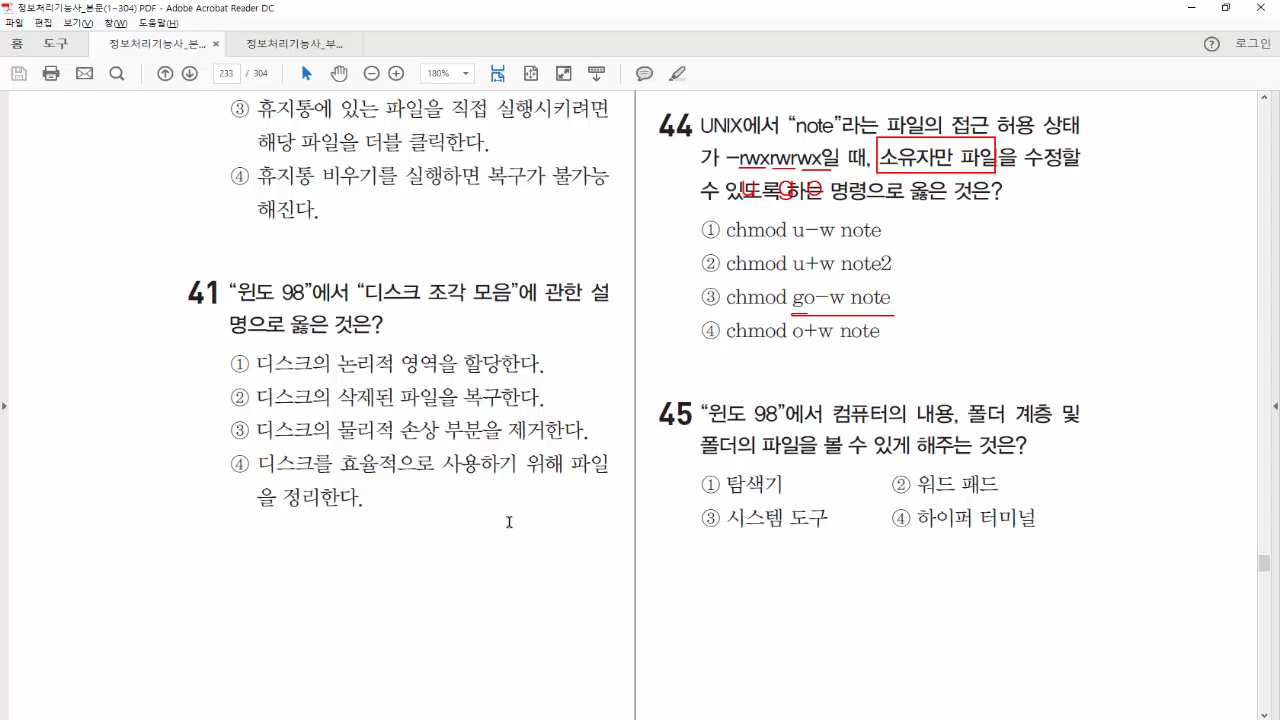 정보처리기능사_본문(1~304).PDF - Adobe Acrobat Reader DC
파일 편집 보기(V) 창(W) 도움말(H)
홈 도구 정보처리기능사_본... × 정보처리기능사_부... 로그인
233 / 304 180%
③ 휴지통에 있는 파일을 직접 실행시키려면
해당 파일을 더블 클릭한다.
④ 휴지통 비우기를 실행하면 복구가 불가능
해진다.
41 “윈도 98”에서 “디스크 조각 모음”에 관한 설
명으로 옳은 것은?
① 디스크의 논리적 영역을 할당한다.
② 디스크의 삭제된 파일을 복구한다.
③ 디스크의 물리적 손상 부분을 제거한다.
④ 디스크를 효율적으로 사용하기 위해 파일
을 정리한다.
44 UNIX에서 “note”라는 파일의 접근 허용 상태
가 -rwxrwrwx일 때, 소유자만 파일을 수정할
수 있도록 하는 명령으로 옳은 것은?
u g o
① chmod u-w note
② chmod u+w note2
③ chmod go-w note
④ chmod o+w note
45 “윈도 98”에서 컴퓨터의 내용, 폴더 계층 및
폴더의 파일을 볼 수 있게 해주는 것은?
① 탐색기 ② 워드 패드
③ 시스템 도구 ④ 하이퍼 터미널